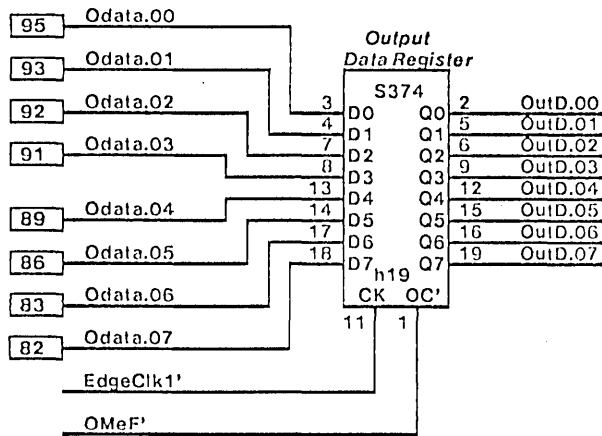 95 Odata.00
93 Odata.01
92 Odata.02
91 Odata.03
89 Odata.04
86 Odata.05
83 Odata.06
82 Odata.07
EdgeClk1'
OMeF'
Output
Data Register
S374
3 D0 Q0 2 OutD.00
4 D1 Q1 5 OutD.01
7 D2 Q2 6 OutD.02
8 D3 Q3 9 OutD.03
13 D4 Q4 12 OutD.04
14 D5 Q5 15 OutD.05
17 D6 Q6 16 OutD.06
18 D7 Q7 19 OutD.07
h19
CK OC'
11 1